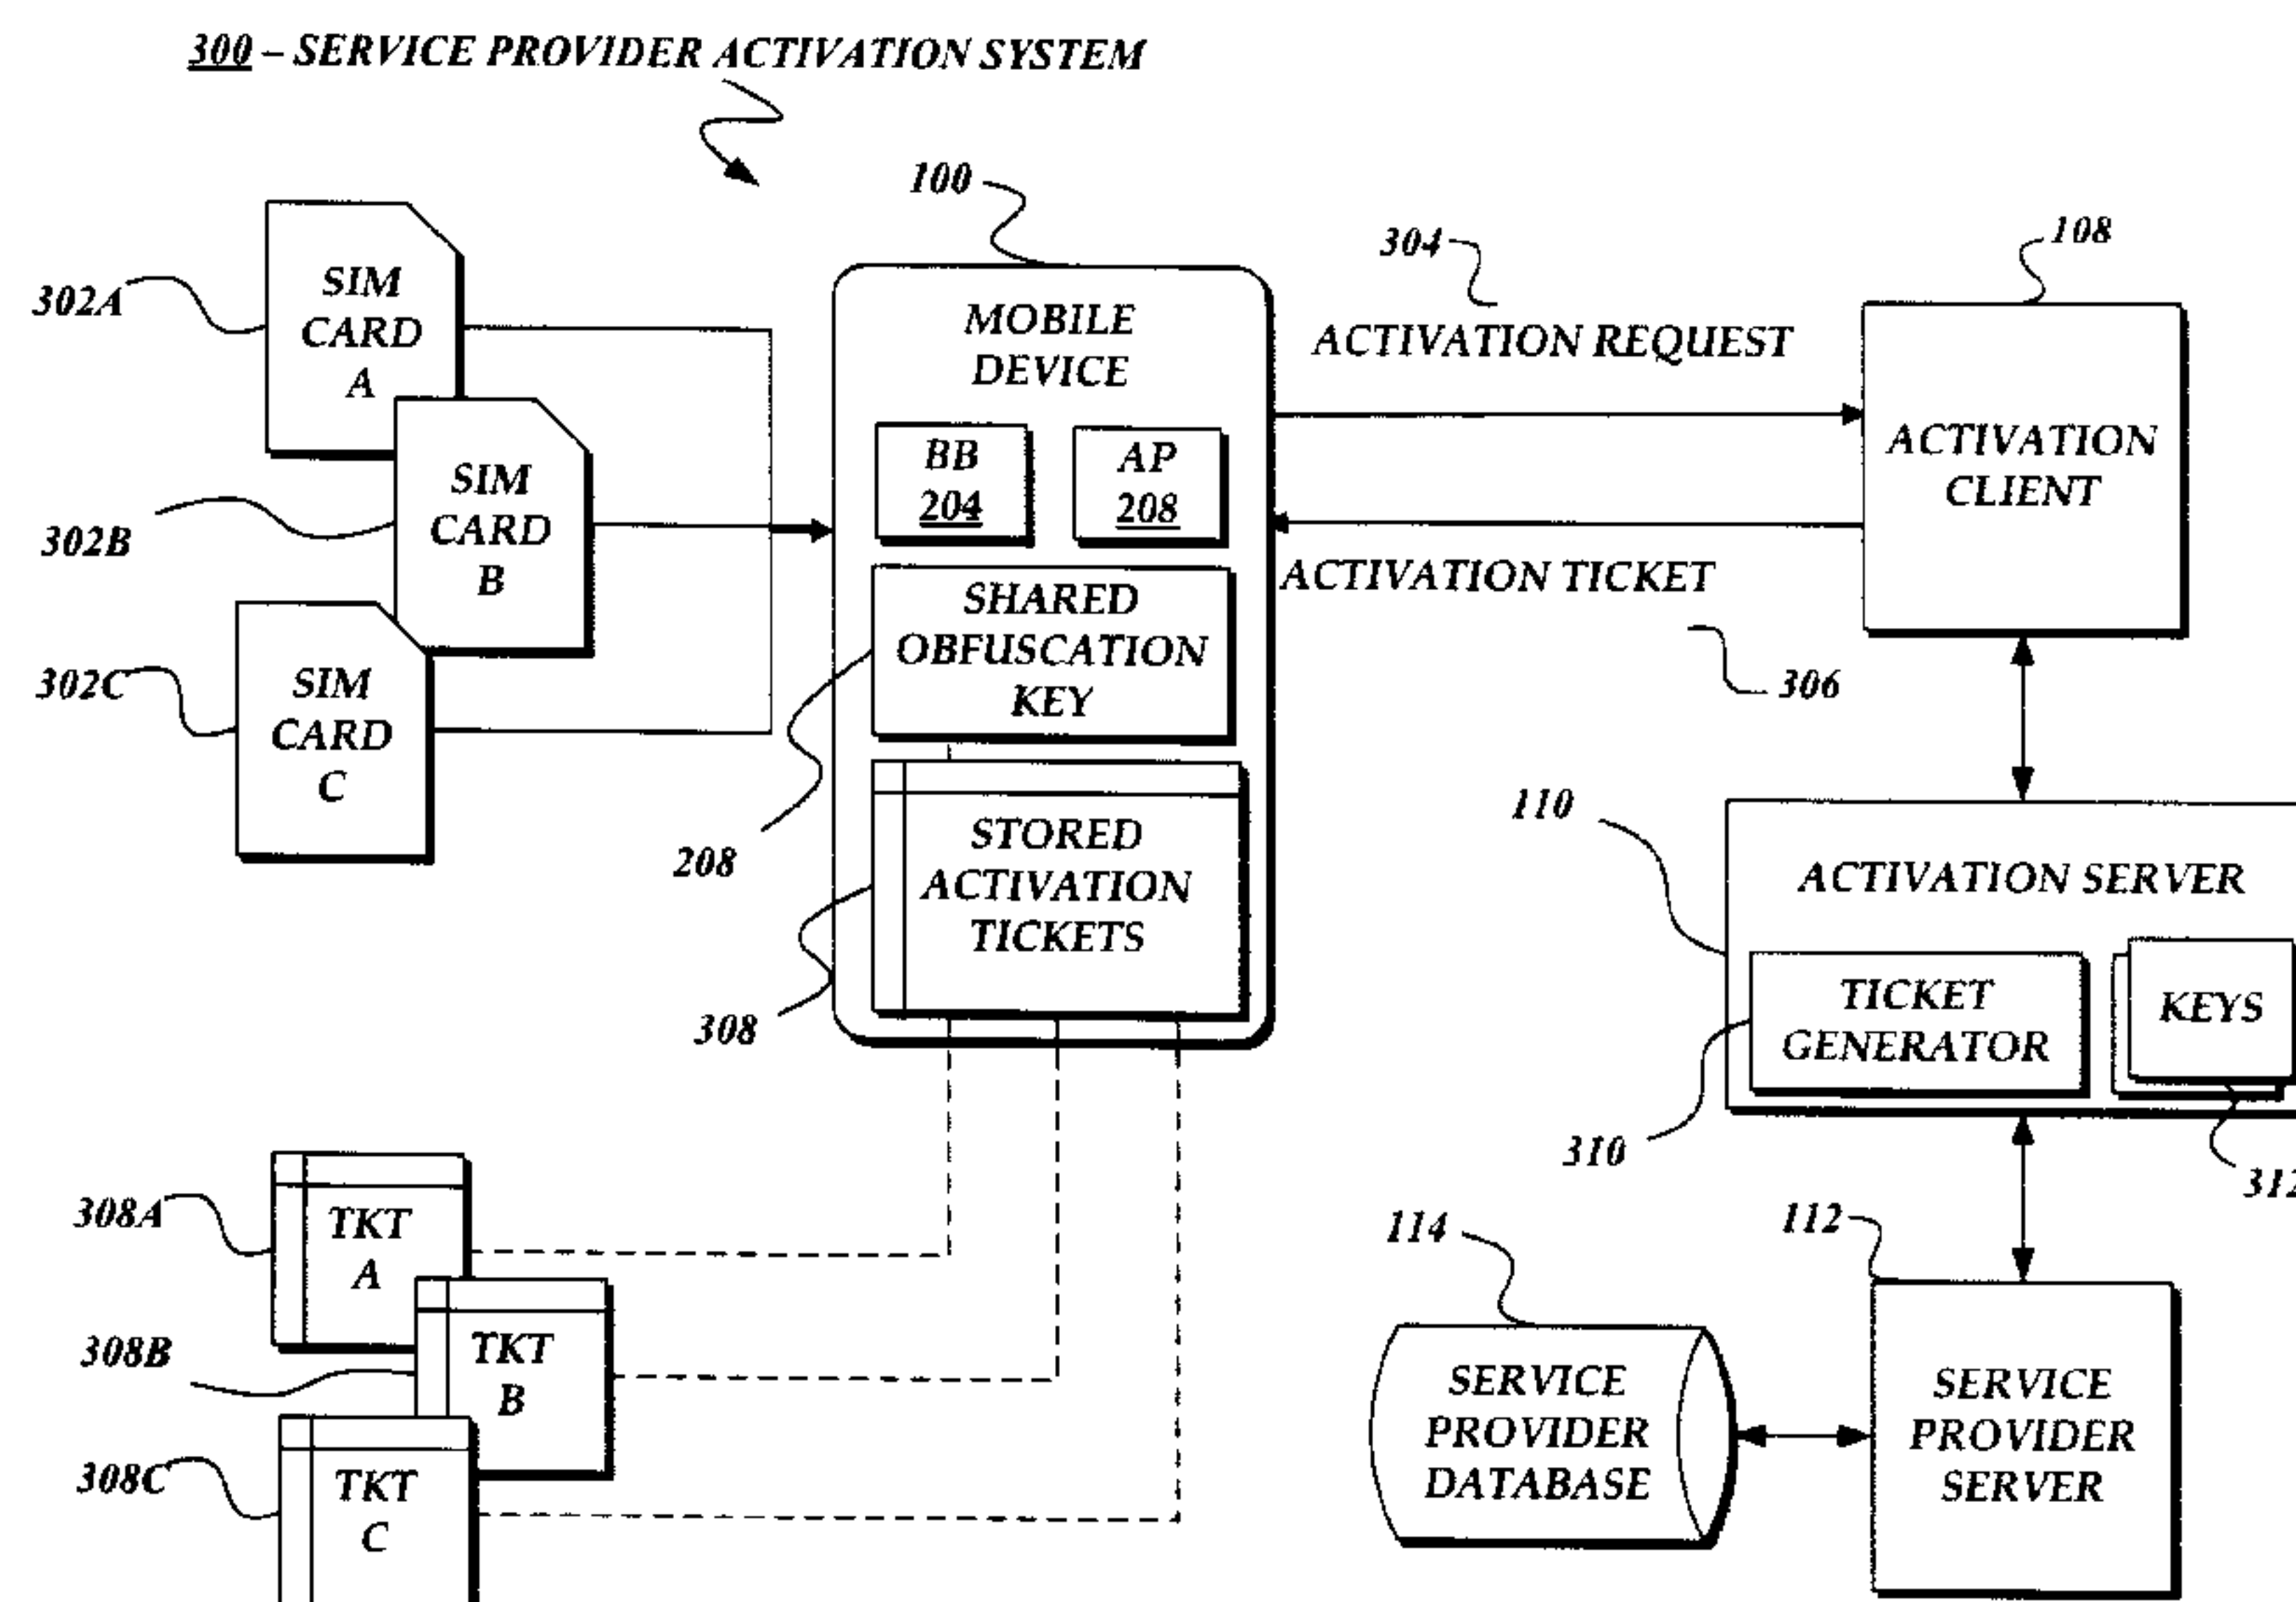 300 – SERVICE PROVIDER ACTIVATION SYSTEM
100
304
108
302A
SIM
CARD
A
MOBILE
DEVICE
ACTIVATION REQUEST
BB
204
AP
208
ACTIVATION
CLIENT
302B
SIM
CARD
B
ACTIVATION TICKET
306
SHARED
OBFUSCATION
KEY
302C
SIM
CARD
C
208
STORED
ACTIVATION
TICKETS
308
110
ACTIVATION SERVER
TICKET
GENERATOR
KEYS
310
312
308A
TKT
A
308B
TKT
B
308C
TKT
C
114
112
SERVICE
PROVIDER
DATABASE
SERVICE
PROVIDER
SERVER